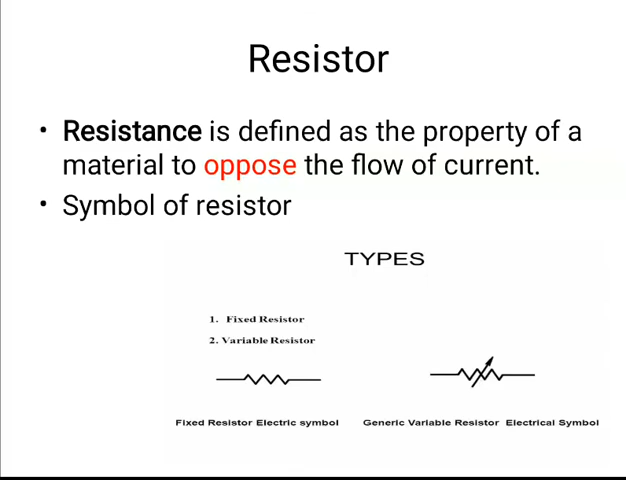 Resistor
• Resistance is defined as the property of a
material to oppose the flow of current.
• Symbol of resistor
TYPES
1. Fixed Resistor
2. Variable Resistor
Fixed Resistor Electric symbol
Generic Variable Resistor Electrical Symbol